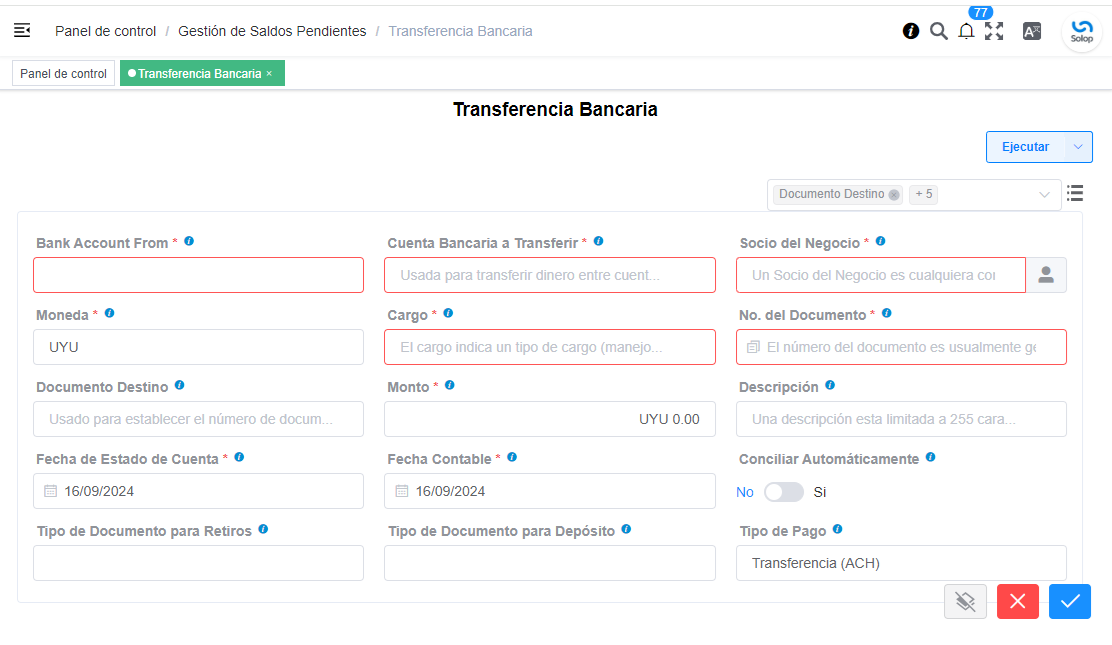 77
Panel de control / Gestión de Saldos Pendientes / Transferencia Bancaria
Solop
Panel de control
Transferencia Bancaria ×
Transferencia Bancaria
Ejecutar
Documento Destino + 5
Bank Account From * Cuenta Bancaria a Transferir * Socio del Negocio *
Usada para transferir dinero entre cuent... Un Socio del Negocio es cualquiera con
Moneda * Cargo * No. del Documento *
UYU El cargo indica un tipo de cargo (manejo... El número del documento es usualmente ge
Documento Destino Monto * Descripción
Usado para establecer el número de docum... UYU 0.00 Una descripción esta limitada a 255 cara...
Fecha de Estado de Cuenta * Fecha Contable * Conciliar Automáticamente
16/09/2024 16/09/2024 No Si
Tipo de Documento para Retiros Tipo de Documento para Depósito Tipo de Pago
Transferencia (ACH)